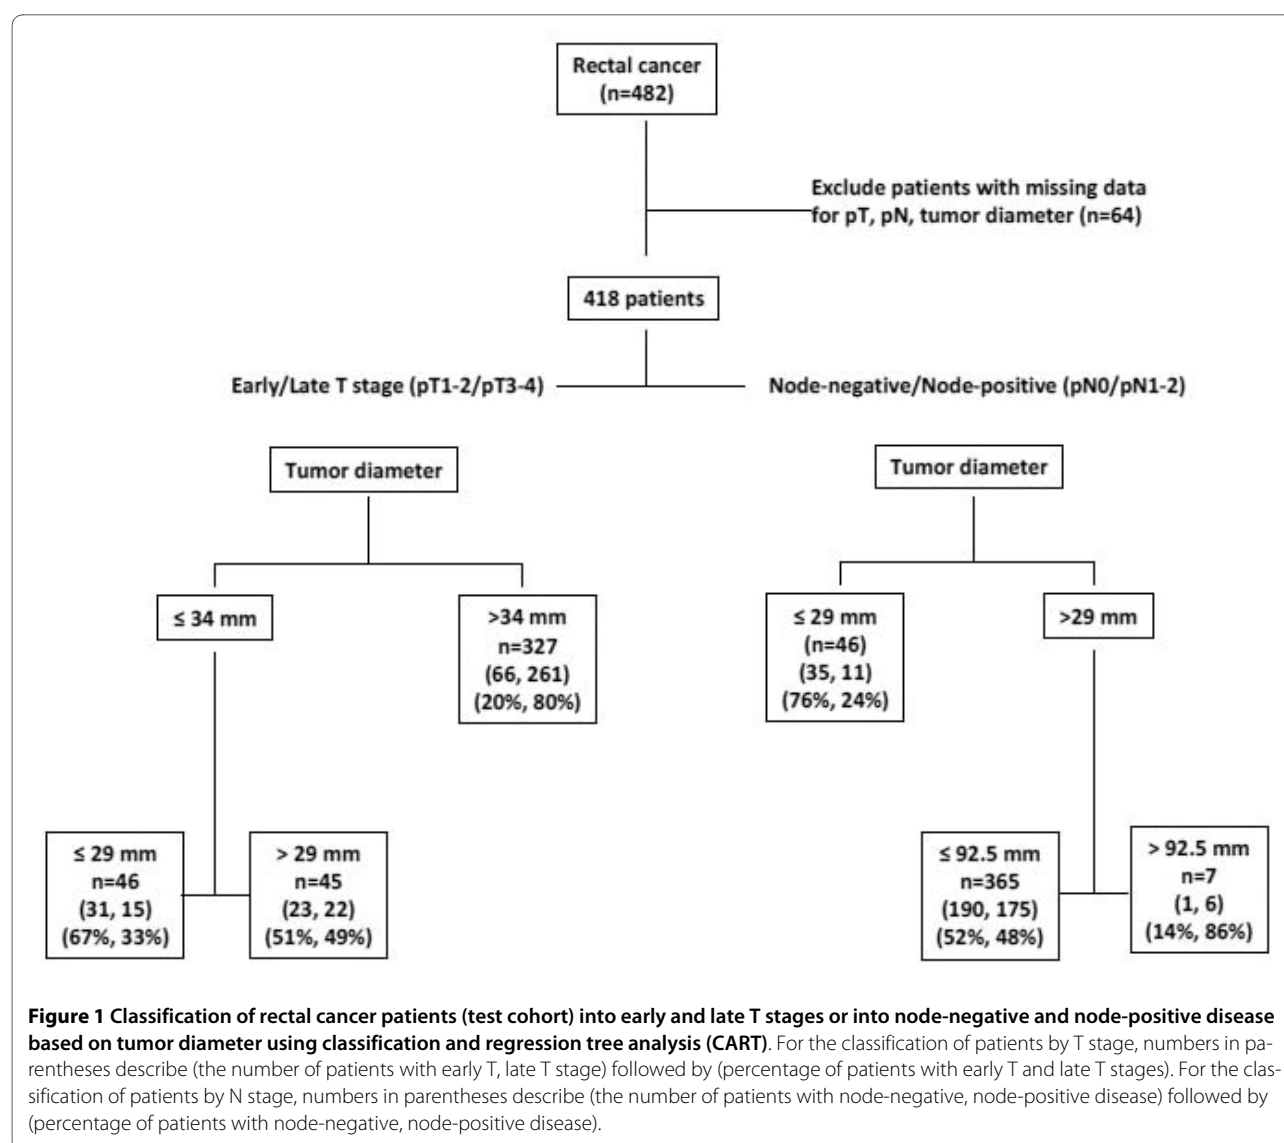 Rectal cancer
(n=482)
Exclude patients with missing data
for pT, pN, tumor diameter (n=64)
418 patients
Early/Late T stage (pT1-2/pT3-4)
Node-negative/Node-positive (pN0/pN1-2)
Tumor diameter
Tumor diameter
≤ 34 mm
>34 mm
n=327
(66, 261)
(20%, 80%)
≤ 29 mm
(n=46)
(35, 11)
(76%, 24%)
>29 mm
≤ 29 mm
n=46
(31, 15)
(67%, 33%)
> 29 mm
n=45
(23, 22)
(51%, 49%)
≤ 92.5 mm
n=365
(190, 175)
(52%, 48%)
> 92.5 mm
n=7
(1, 6)
(14%, 86%)
Figure 1 Classification of rectal cancer patients (test cohort) into early and late T stages or into node-negative and node-positive disease
based on tumor diameter using classification and regression tree analysis (CART). For the classification of patients by T stage, numbers in pa-
rentheses describe (the number of patients with early T, late T stage) followed by (percentage of patients with early T and late T stages). For the clas-
sification of patients by N stage, numbers in parentheses describe (the number of patients with node-negative, node-positive disease) followed by
(percentage of patients with node-negative, node-positive disease).